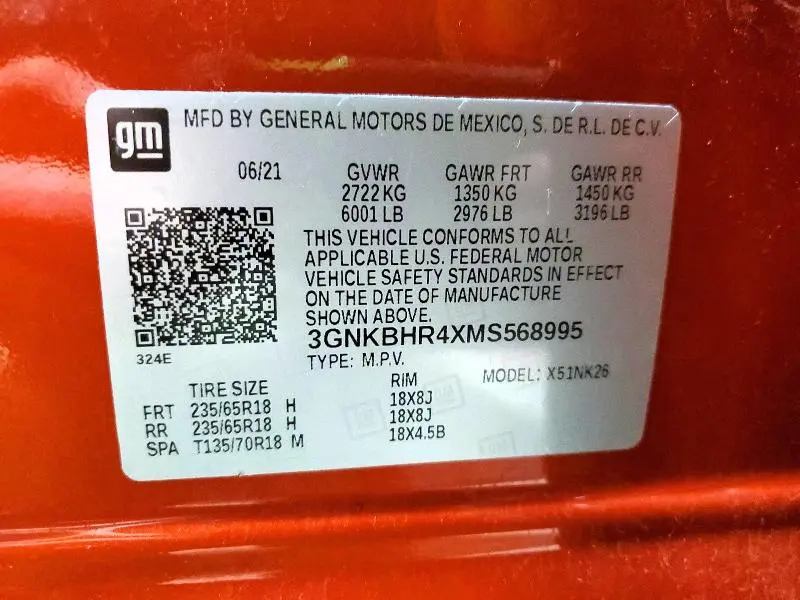 gm
MFD BY GENERAL MOTORS DE MEXICO, S. DE R.L. DE C.V.
06/21 GVWR GAWR FRT GAWR RR
2722 KG 1350 KG 1450 KG
6001 LB 2976 LB 3196 LB
THIS VEHICLE CONFORMS TO ALL
APPLICABLE U.S. FEDERAL MOTOR
VEHICLE SAFETY STANDARDS IN EFFECT
ON THE DATE OF MANUFACTURE
SHOWN ABOVE.
3GNKBHR4XMS568995
324E
TYPE: M.P.V. MODEL: X51NK26
TIRE SIZE RIM
FRT 235/65R18 H 18X8J
RR 235/65R18 H 18X8J
SPA T135/70R18 M 18X4.5B